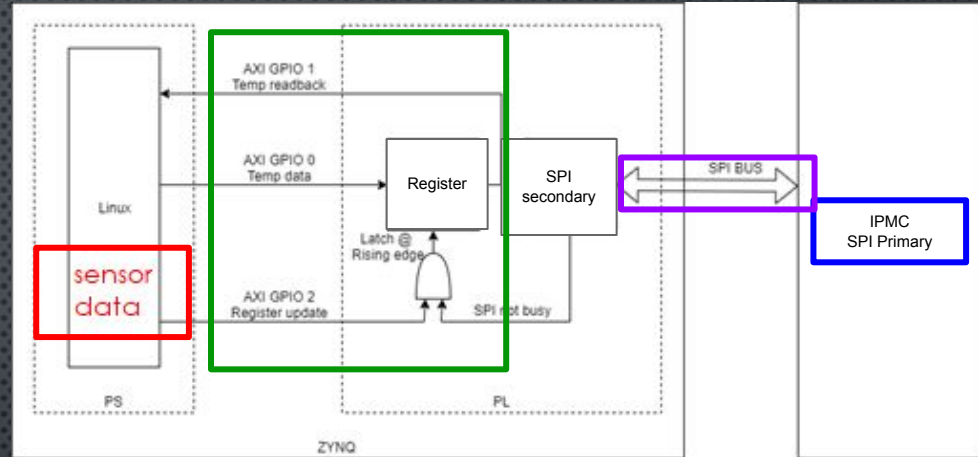 AXI GPIO 1
Temp readback
AXI GPIO 0
Temp data
Register
SPI
secondary
SPI BUS
Linux
IPMC
SPI Primary
Latch @
Rising edge
sensor
data
AXI GPIO 2
Register update
SPI not busy
PS
PL
ZYNQ